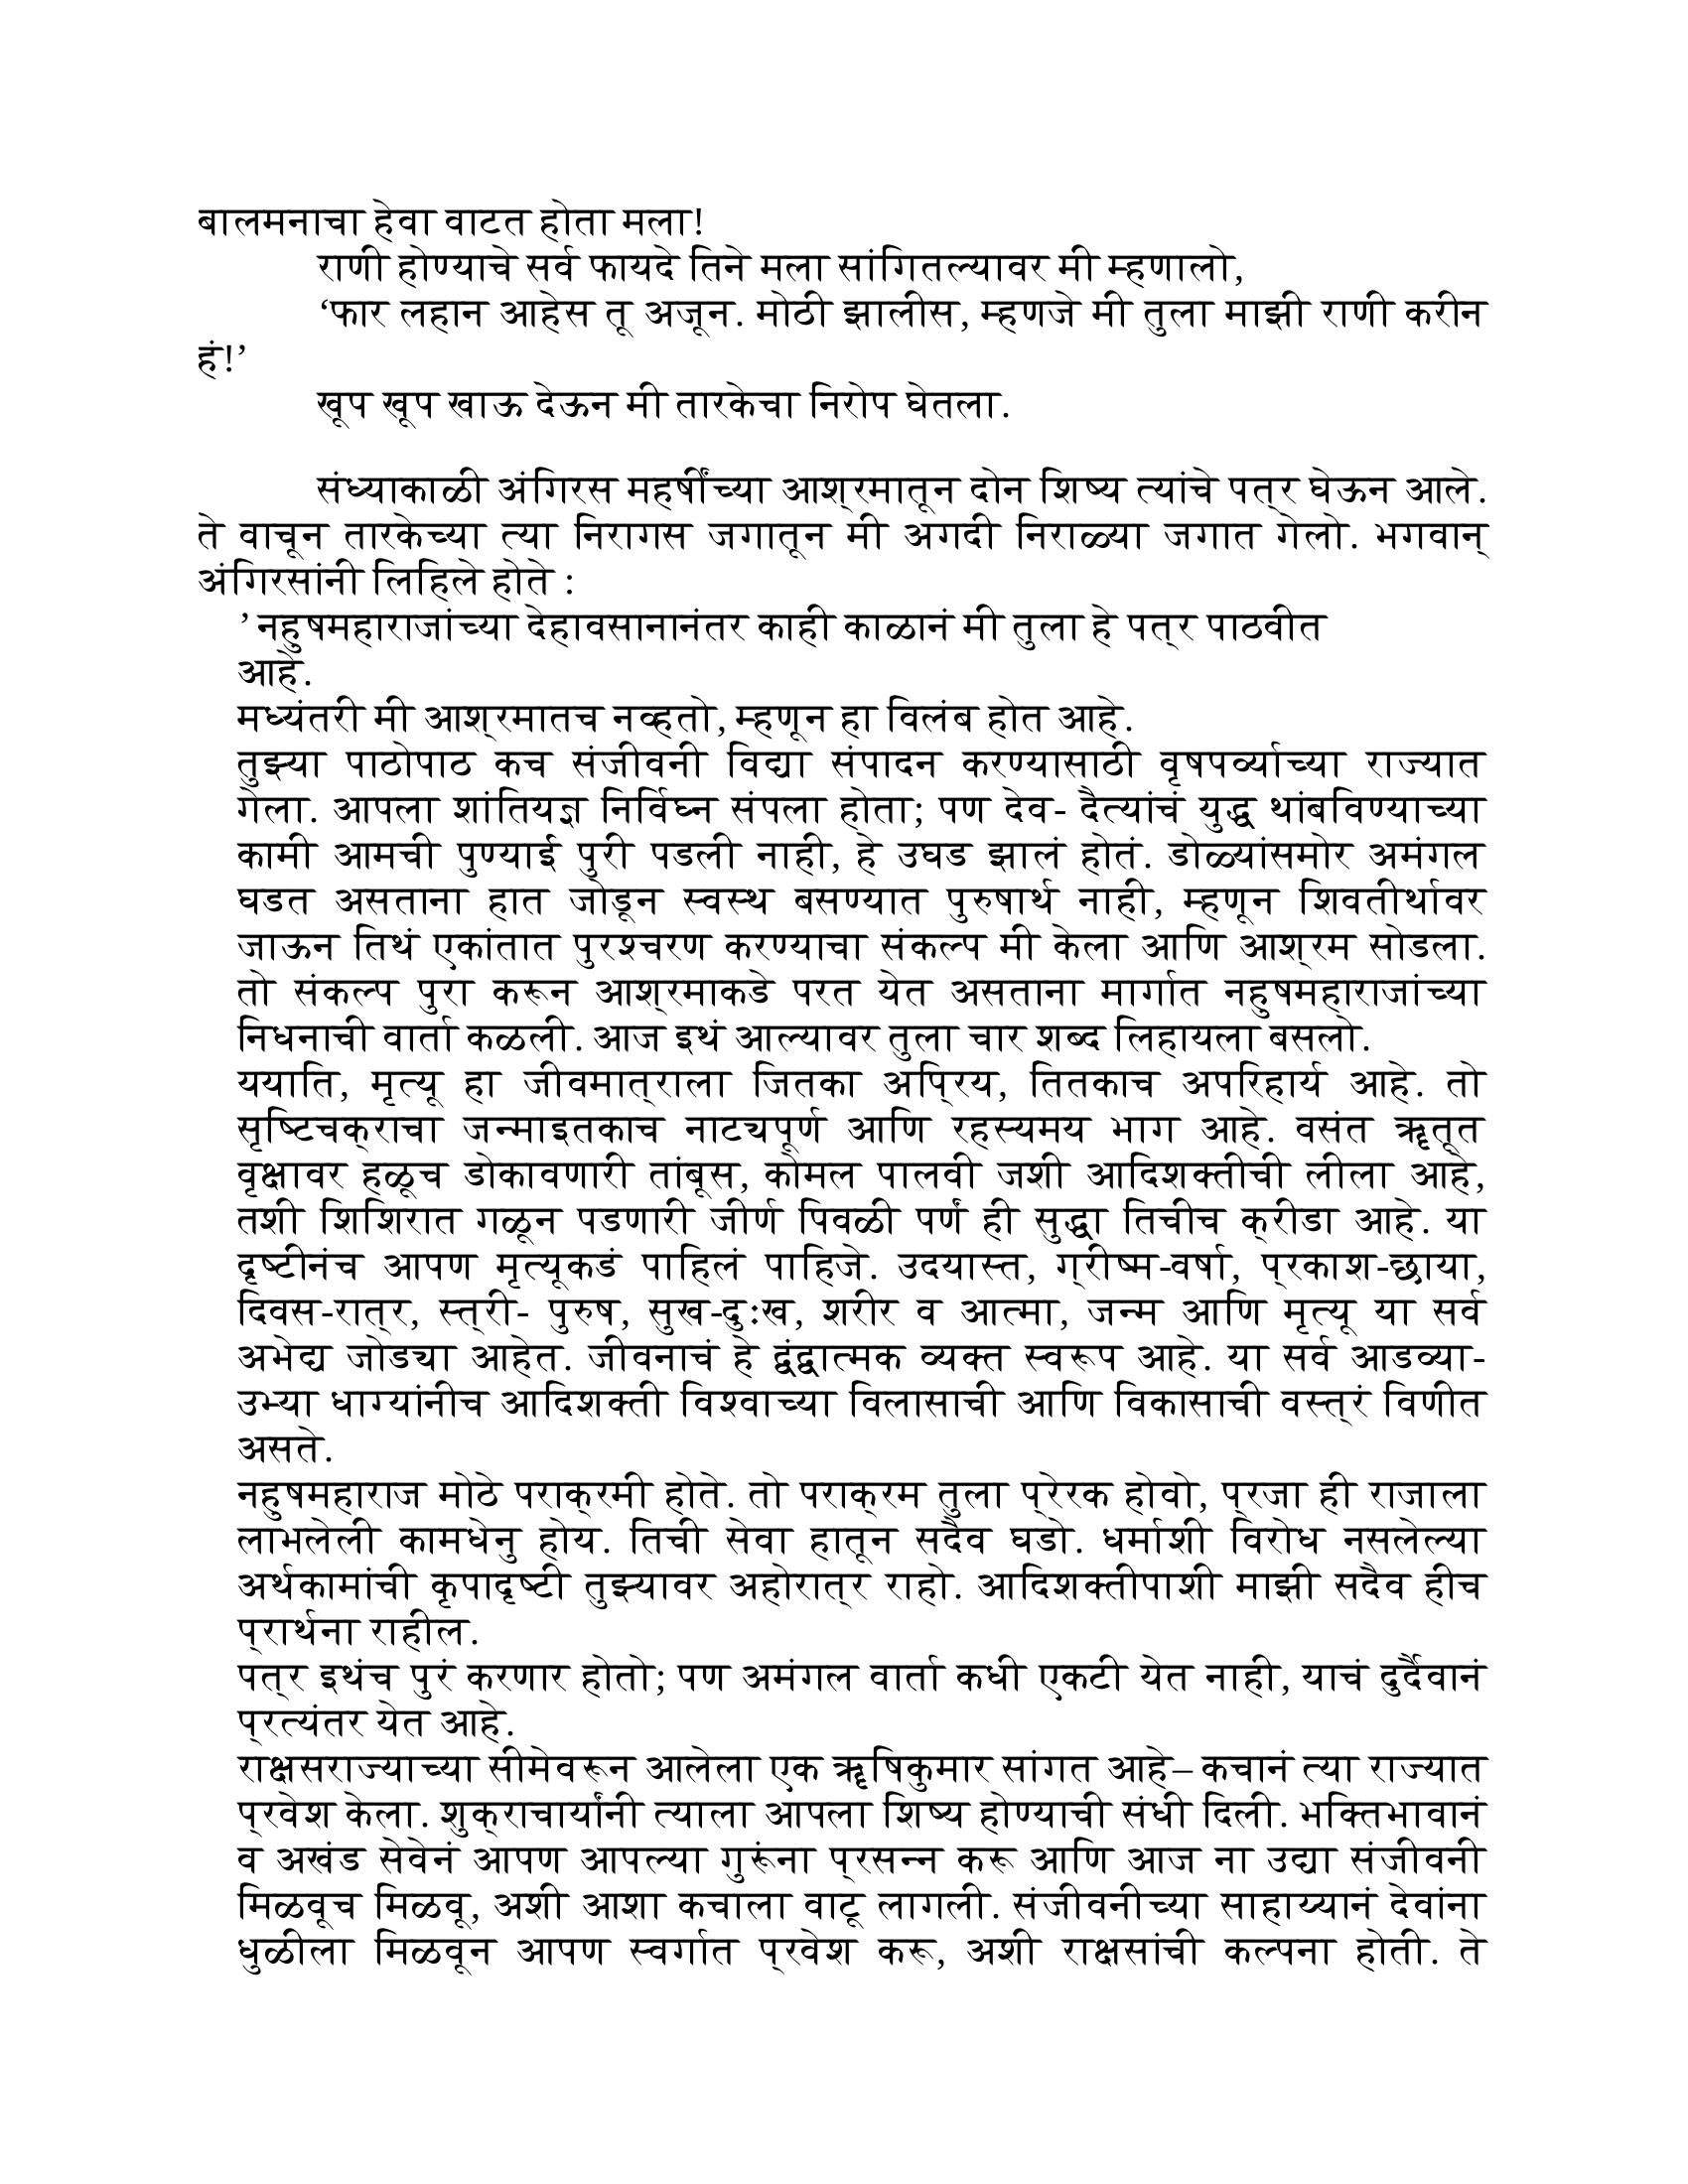 बालमनाचा हेवा वाटत होता मला!
राणी होण्याचे सर्व फायदे तिने मला सांगितल्यावर मी म्हणालो,
‘फार लहान आहेस तू अजून. मोठी झालीस, म्हणजे मी तुला माझी राणी करीन
हं!’
खूप खूप खाऊ देऊन मी तारकेचा निरोप घेतला.
संध्याकाळी अंगिरस महर्षींच्या आश्रमातून दोन शिष्य त्यांचे पत्र घेऊन आले.
ते वाचून तारकेच्या त्या निरागस जगातून मी अगदी निराळ्या जगात गेलो. भगवान्
अंगिरसांनी लिहिले होते :
’नहुषमहाराजांच्या देहावसानानंतर काही काळानं मी तुला हे पत्र पाठवीत
आहे.
मध्यंतरी मी आश्रमातच नव्हतो, म्हणून हा विलंब होत आहे.
तुझ्या पाठोपाठ कच संजीवनी विद्या संपादन करण्यासाठी वृषपर्व्याच्या राज्यात
गेला. आपला शांतियज्ञ निर्विघ्न संपला होता; पण देव- दैत्यांचं युद्ध थांबविण्याच्या
कामी आमची पुण्याई पुरी पडली नाही, हे उघड झालं होतं. डोळ्यांसमोर अमंगल
घडत असताना हात जोडून स्वस्थ बसण्यात पुरुषार्थ नाही, म्हणून शिवतीर्थावर
जाऊन तिथं एकांतात पुरश्चरण करण्याचा संकल्प मी केला आणि आश्रम सोडला.
तो संकल्प पुरा करून आश्रमाकडे परत येत असताना मार्गात नहुषमहाराजांच्या
निधनाची वार्ता कळली. आज इथं आल्यावर तुला चार शब्द लिहायला बसलो.
ययाति, मृत्यू हा जीवमात्राला जितका अप्रिय, तितकाच अपरिहार्य आहे. तो
सृष्टिचक्राचा जन्माइतकाच नाट्यपूर्ण आणि रहस्यमय भाग आहे. वसंत ॠतूत
वृक्षावर हळूच डोकावणारी तांबूस, कोमल पालवी जशी आदिशक्तीची लीला आहे,
तशी शिशिरात गळून पडणारी जीर्ण पिवळी पर्णं ही सुद्धा तिचीच क्रीडा आहे. या
दृष्टीनंच आपण मृत्यूकडं पाहिलं पाहिजे. उदयास्त, ग्रीष्म-वर्षा, प्रकाश-छाया,
दिवस-रात्र, स्त्री- पुरुष, सुख-दुःख, शरीर व आत्मा, जन्म आणि मृत्यू या सर्व
अभेद्य जोड्या आहेत. जीवनाचं हे द्वंद्वात्मक व्यक्त स्वरूप आहे. या सर्व आडव्या-
उभ्या धाग्यांनीच आदिशक्ती विश्वाच्या विलासाची आणि विकासाची वस्त्रं विणीत
असते.
नहुषमहाराज मोठे पराक्रमी होते. तो पराक्रम तुला प्रेरक होवो, प्रजा ही राजाला
लाभलेली कामधेनु होय. तिची सेवा हातून सदैव घडो. धर्माशी विरोध नसलेल्या
अर्थकामांची कृपादृष्टी तुझ्यावर अहोरात्र राहो. आदिशक्तीपाशी माझी सदैव हीच
प्रार्थना राहील.
पत्र इथंच पुरं करणार होतो; पण अमंगल वार्ता कधी एकटी येत नाही, याचं दुर्दैवानं
प्रत्यंतर येत आहे.
राक्षसराज्याच्या सीमेवरून आलेला एक ॠषिकुमार सांगत आहे– कचानं त्या राज्यात
प्रवेश केला. शुक्राचार्यांनी त्याला आपला शिष्य होण्याची संधी दिली. भक्तिभावानं
व अखंड सेवेनं आपण आपल्या गुरूंना प्रसन्न करू आणि आज ना उद्या संजीवनी
मिळवूच मिळवू, अशी आशा कचाला वाटू लागली. संजीवनीच्या साहाय्यानं देवांना
धुळीला मिळवून आपण स्वर्गात प्रवेश करू, अशी राक्षसांची कल्पना होती. ते